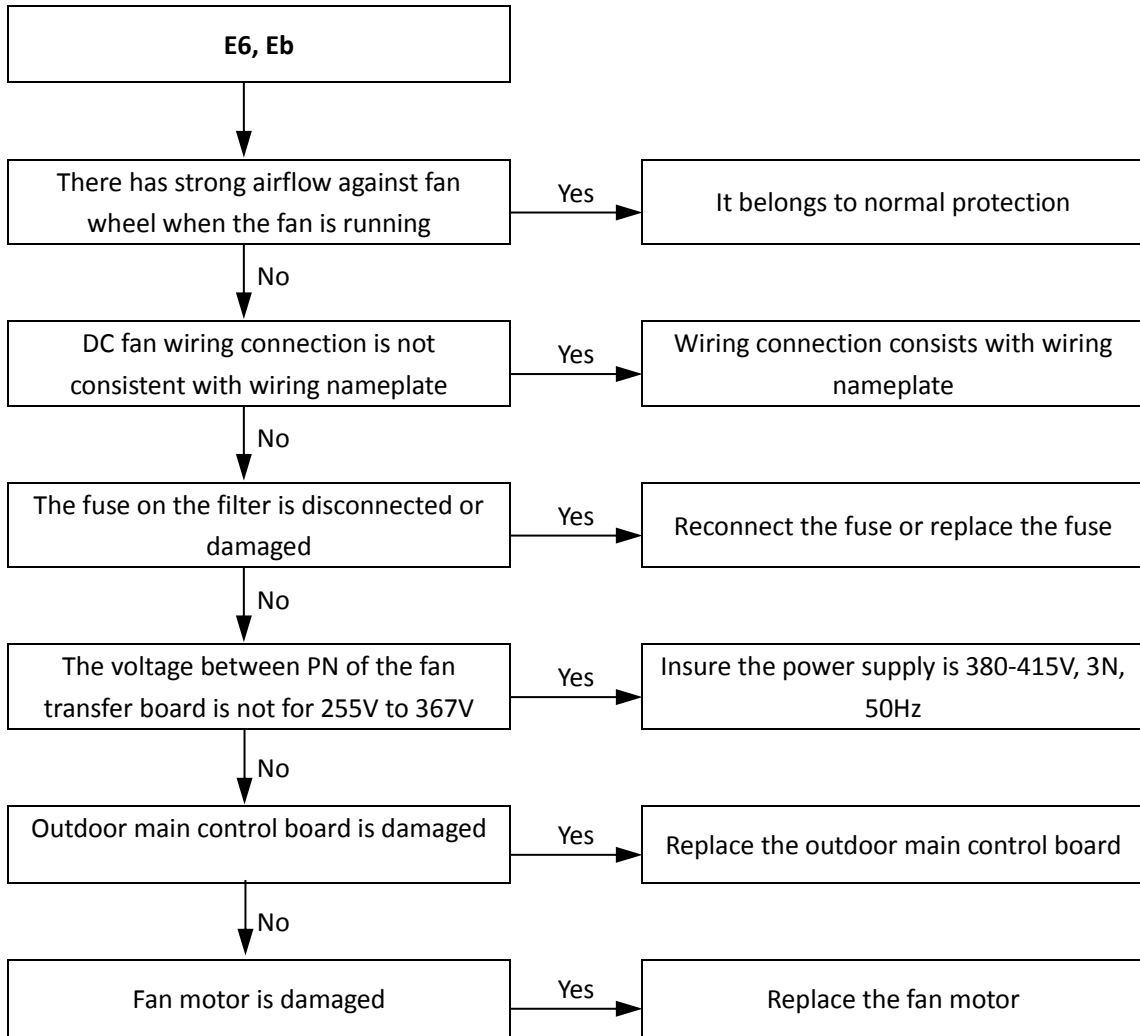 E6, Eb
There has strong airflow against fan
wheel when the fan is running
Yes
It belongs to normal protection
No
DC fan wiring connection is not
consistent with wiring nameplate
Yes
Wiring connection consists with wiring
nameplate
No
The fuse on the filter is disconnected or
damaged
Yes
Reconnect the fuse or replace the fuse
No
The voltage between PN of the fan
transfer board is not for 255V to 367V
Yes
Insure the power supply is 380-415V, 3N,
50Hz
No
Outdoor main control board is damaged
Yes
Replace the outdoor main control board
No
Fan motor is damaged
Yes
Replace the fan motor